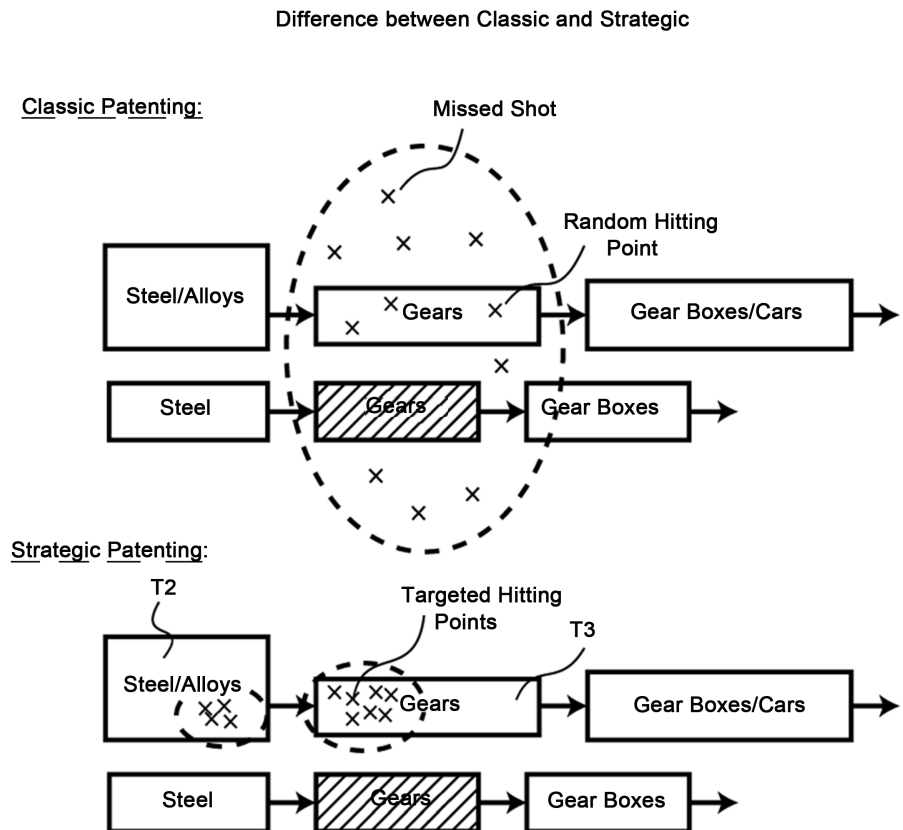 Difference between Classic and Strategic
Classic Patenting:
Missed Shot
Random Hitting
Point
Steel/Alloys
Gears
Gear Boxes/Cars
Steel
Gears
Gear Boxes
Strategic Patenting:
T2
Targeted Hitting
Points
T3
Steel/Alloys
Gears
Gear Boxes/Cars
Steel
Gears
Gear Boxes